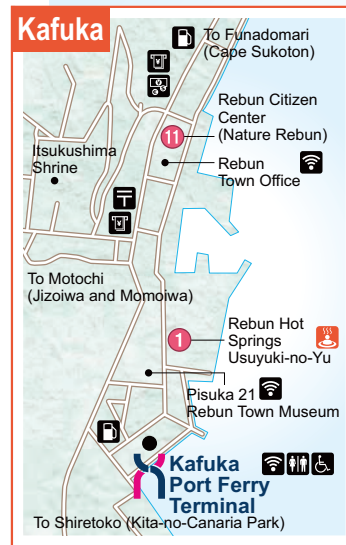 Kafuka
To Funadomari
(Cape Sukoton)
Rebun Citizen
Center
(Nature Rebun)
11
Itsukushima
Shrine
Rebun
Town Office
〒
To Motochi
(Jizoiwa and Momoiwa)
1
Rebun Hot
Springs
Usuyuki-no-Yu
Pisuka 21
Rebun Town Museum
Kafuka
Port Ferry
Terminal
To Shiretoko (Kita-no-Canaria Park)